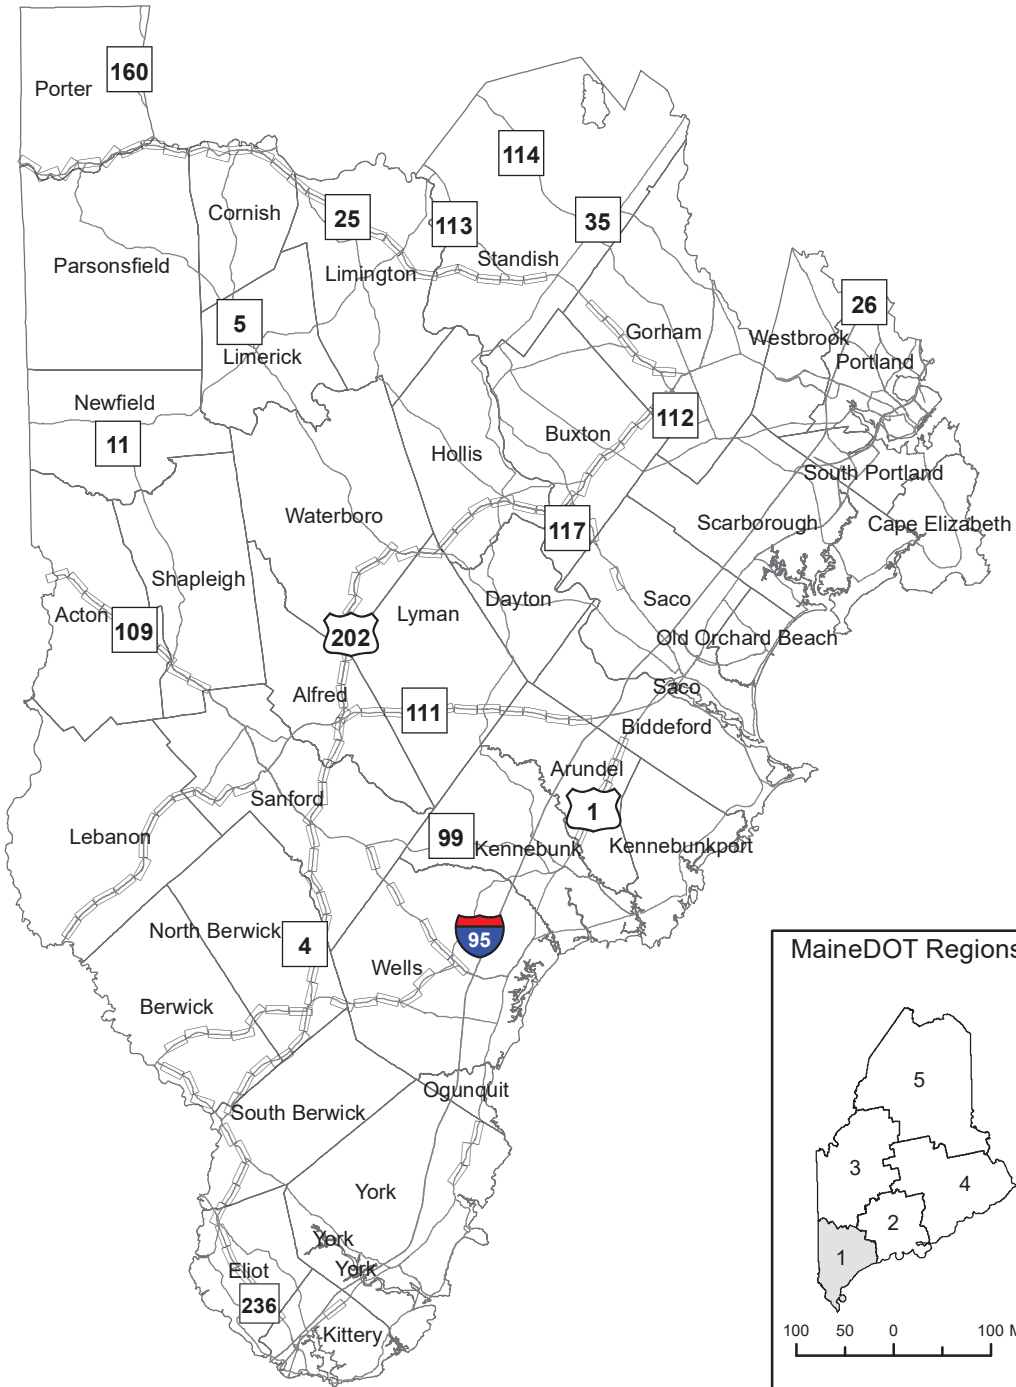 160
Porter
114
Cornish
25
113
35
Standish
Parsonsfield
Limington
26
5
Gorham
Westbrook
Limerick
Portland
Newfield
112
11
Buxton
Hollis
South Portland
Waterboro
117
Scarborough
Cape Elizabeth
Shapleigh
Dayton
Saco
Acton
109
Lyman
202
Old Orchard Beach
Saco
Alfred
111
Biddeford
Arundel
Sanford
1
Lebanon
99
Kennebunk
Kennebunkport
North Berwick
4
95
Wells
Berwick
Ogunquit
South Berwick
York
York
York
Eliot
236
Kittery
MaineDOT Regions
5
3
4
2
1
100 50 0 100 M